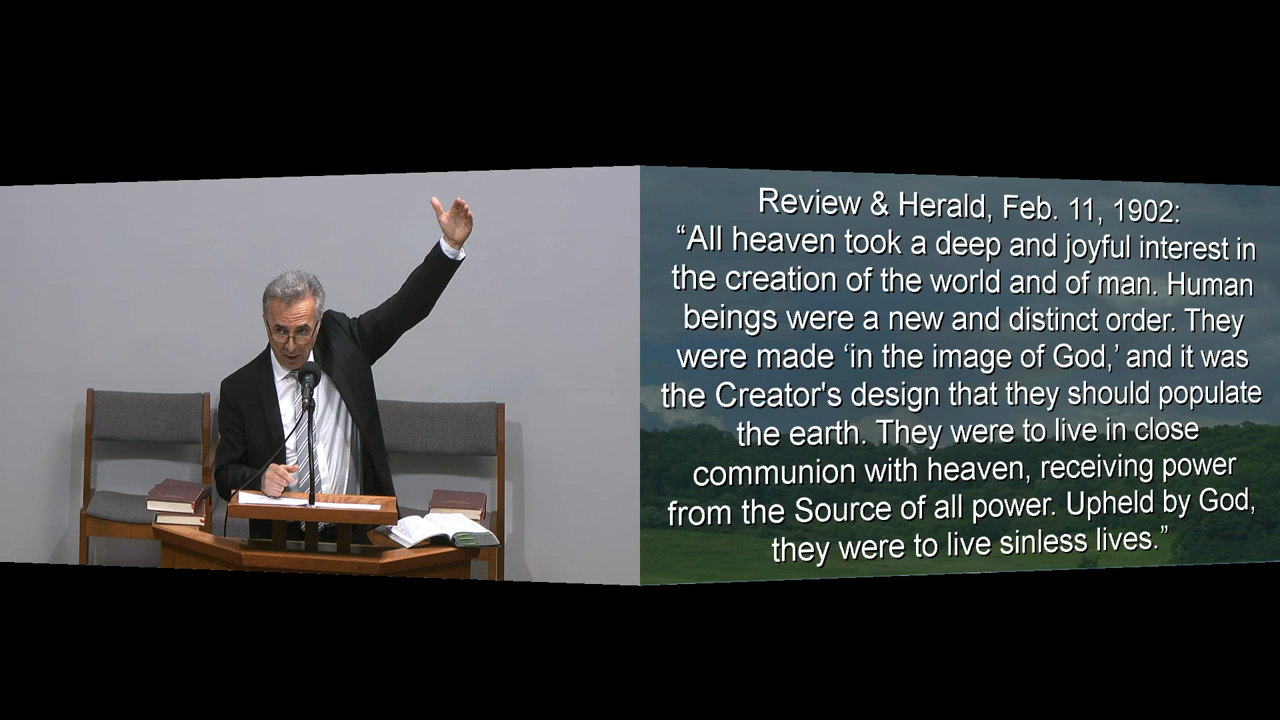 Review & Herald, Feb. 11, 1902:
“All heaven took a deep and joyful interest in
the creation of the world and of man. Human
beings were a new and distinct order. They
were made ‘in the image of God,’ and it was
the Creator's design that they should populate
the earth. They were to live in close
communion with heaven, receiving power
from the Source of all power. Upheld by God,
they were to live sinless lives.”